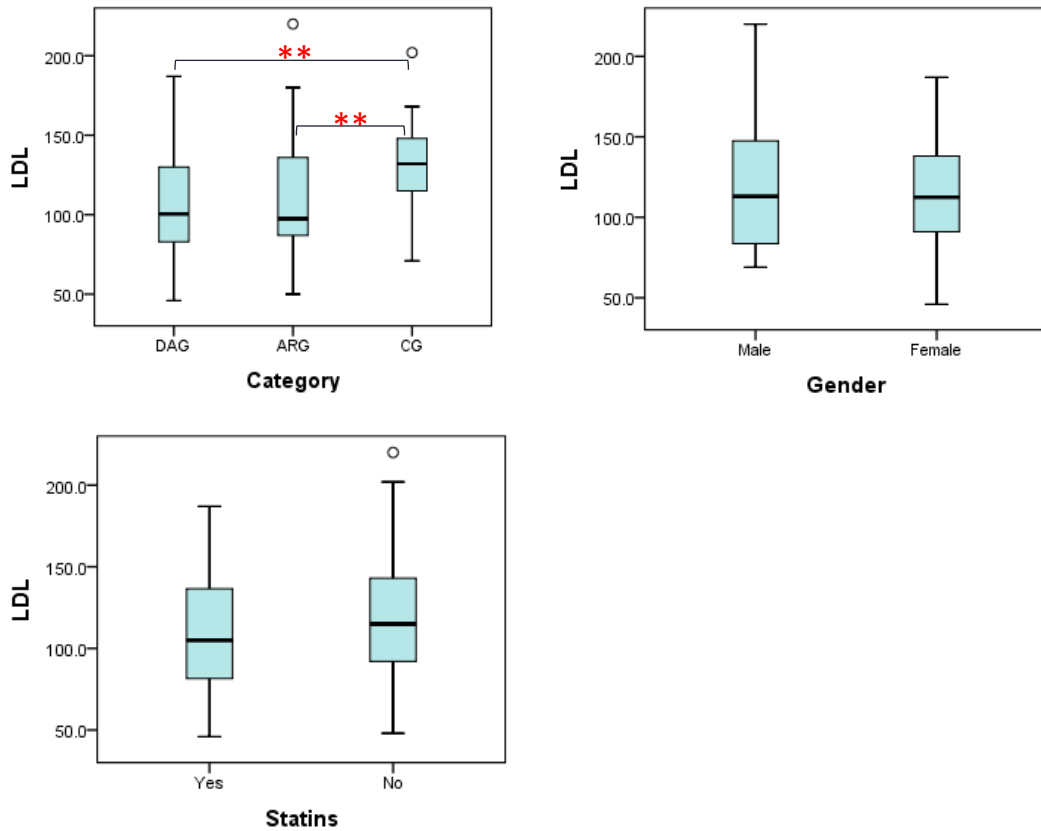 LDL
200.0
150.0
100.0
50.0
**
**
DAG ARG CG
Category
LDL
200.0
150.0
100.0
50.0
Male Female
Gender
LDL
200.0
150.0
100.0
50.0
Yes No
Statins